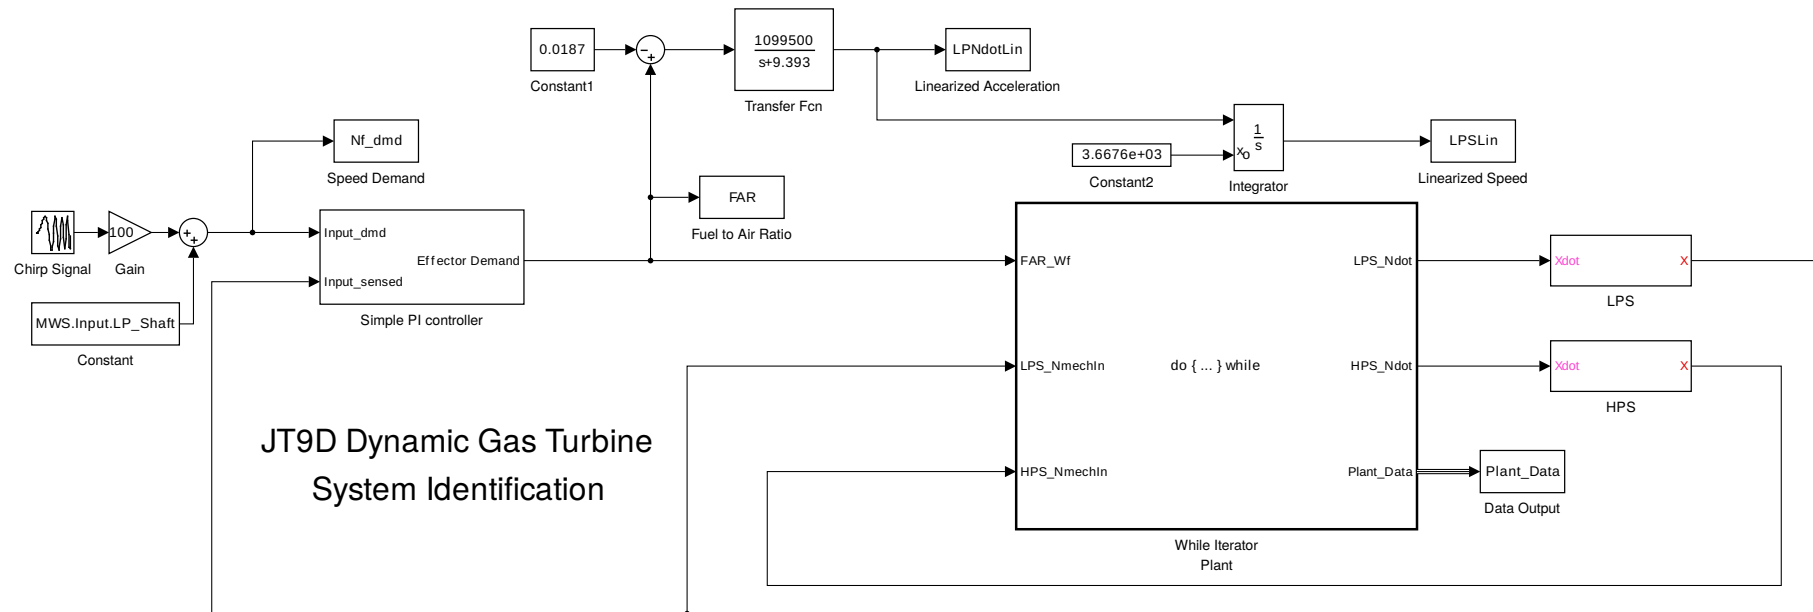 0.0187
−
+
1099500
s+9.393
LPNdotLin
Constant1
Transfer Fcn
Linearized Acceleration
1
s
xo
3.6676e+03
Constant2
Integrator
LPSLin
Linearized Speed
Nf_dmd
Speed Demand
FAR
Fuel to Air Ratio
Chirp Signal
100
Gain
+
+
MWS.Input.LP_Shaft
Constant
Input_dmd
Effector Demand
Input_sensed
Simple PI controller
FAR_Wf
LPS_Ndot
LPS_NmechIn
do { ... } while
HPS_Ndot
HPS_NmechIn
Plant_Data
While Iterator
Plant
Xdot
X
LPS
Xdot
X
HPS
Plant_Data
Data Output
JT9D Dynamic Gas Turbine
System Identification